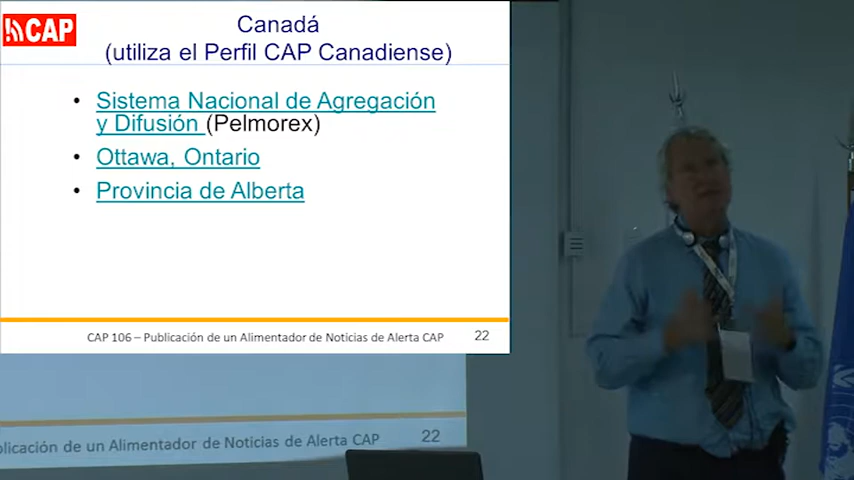 CAP
Canadá
(utiliza el Perfil CAP Canadiense)
• Sistema Nacional de Agregación
y Difusión (Pelmorex)
• Ottawa, Ontario
• Provincia de Alberta
CAP 106 – Publicación de un Alimentador de Noticias de Alerta CAP 22
blicación de un Alimentador de Noticias de Alerta CAP 22